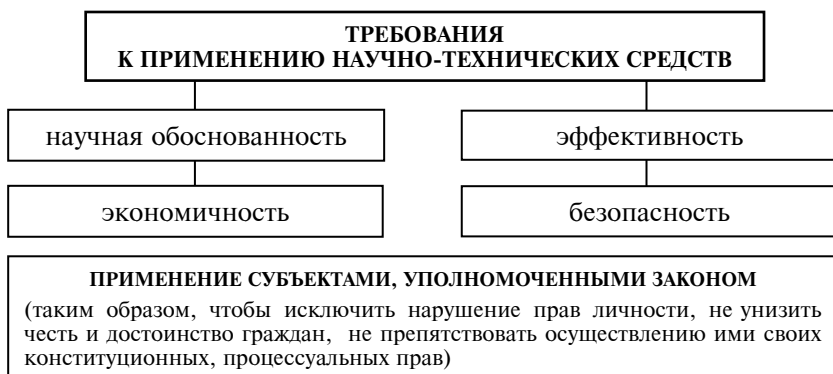 ТРЕБОВАНИЯ
К ПРИМЕНЕНИЮ НАУЧНО-ТЕХНИЧЕСКИХ СРЕДСТВ
научная обоснованность
эффективность
экономичность
безопасность
ПРИМЕНЕНИЕ СУБЪЕКТАМИ, УПОЛНОМОЧЕННЫМИ ЗАКОНОМ
(таким образом, чтобы исключить нарушение прав личности, не унизить
честь и достоинство граждан, не препятствовать осуществлению ими своих
конституционных, процессуальных прав)